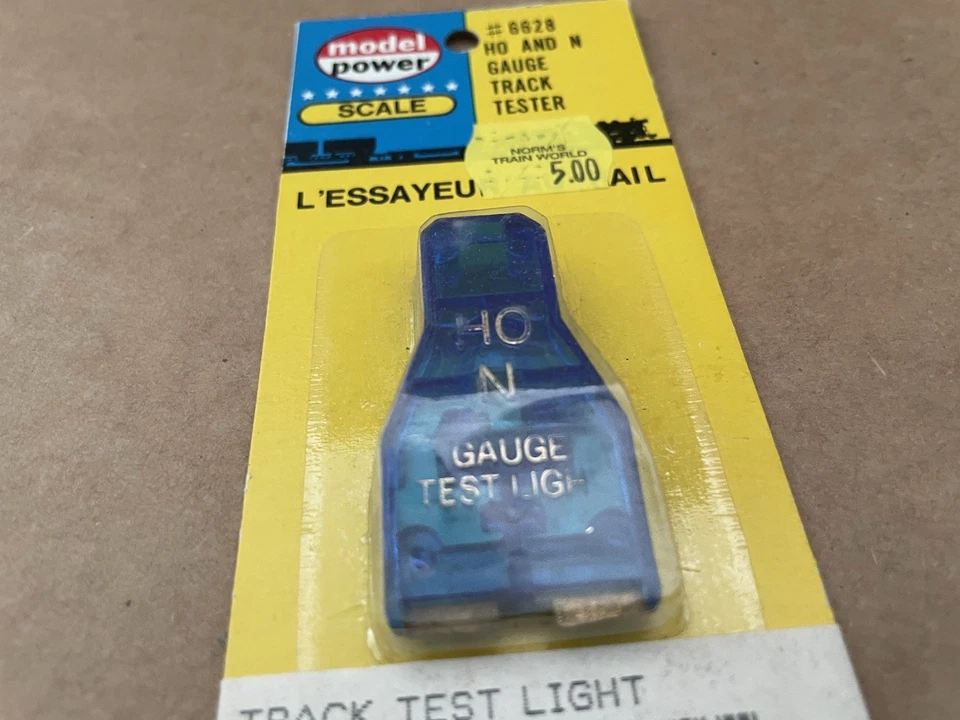 model
power
SCALE
# 6628
HO AND N
GAUGE
TRACK
TESTER
NORM'S
TRAIN WORLD
5.00
L'ESSAYEU AIL
HO
N
GAUGE
TEST LIGH
TRACK TEST LIGHT